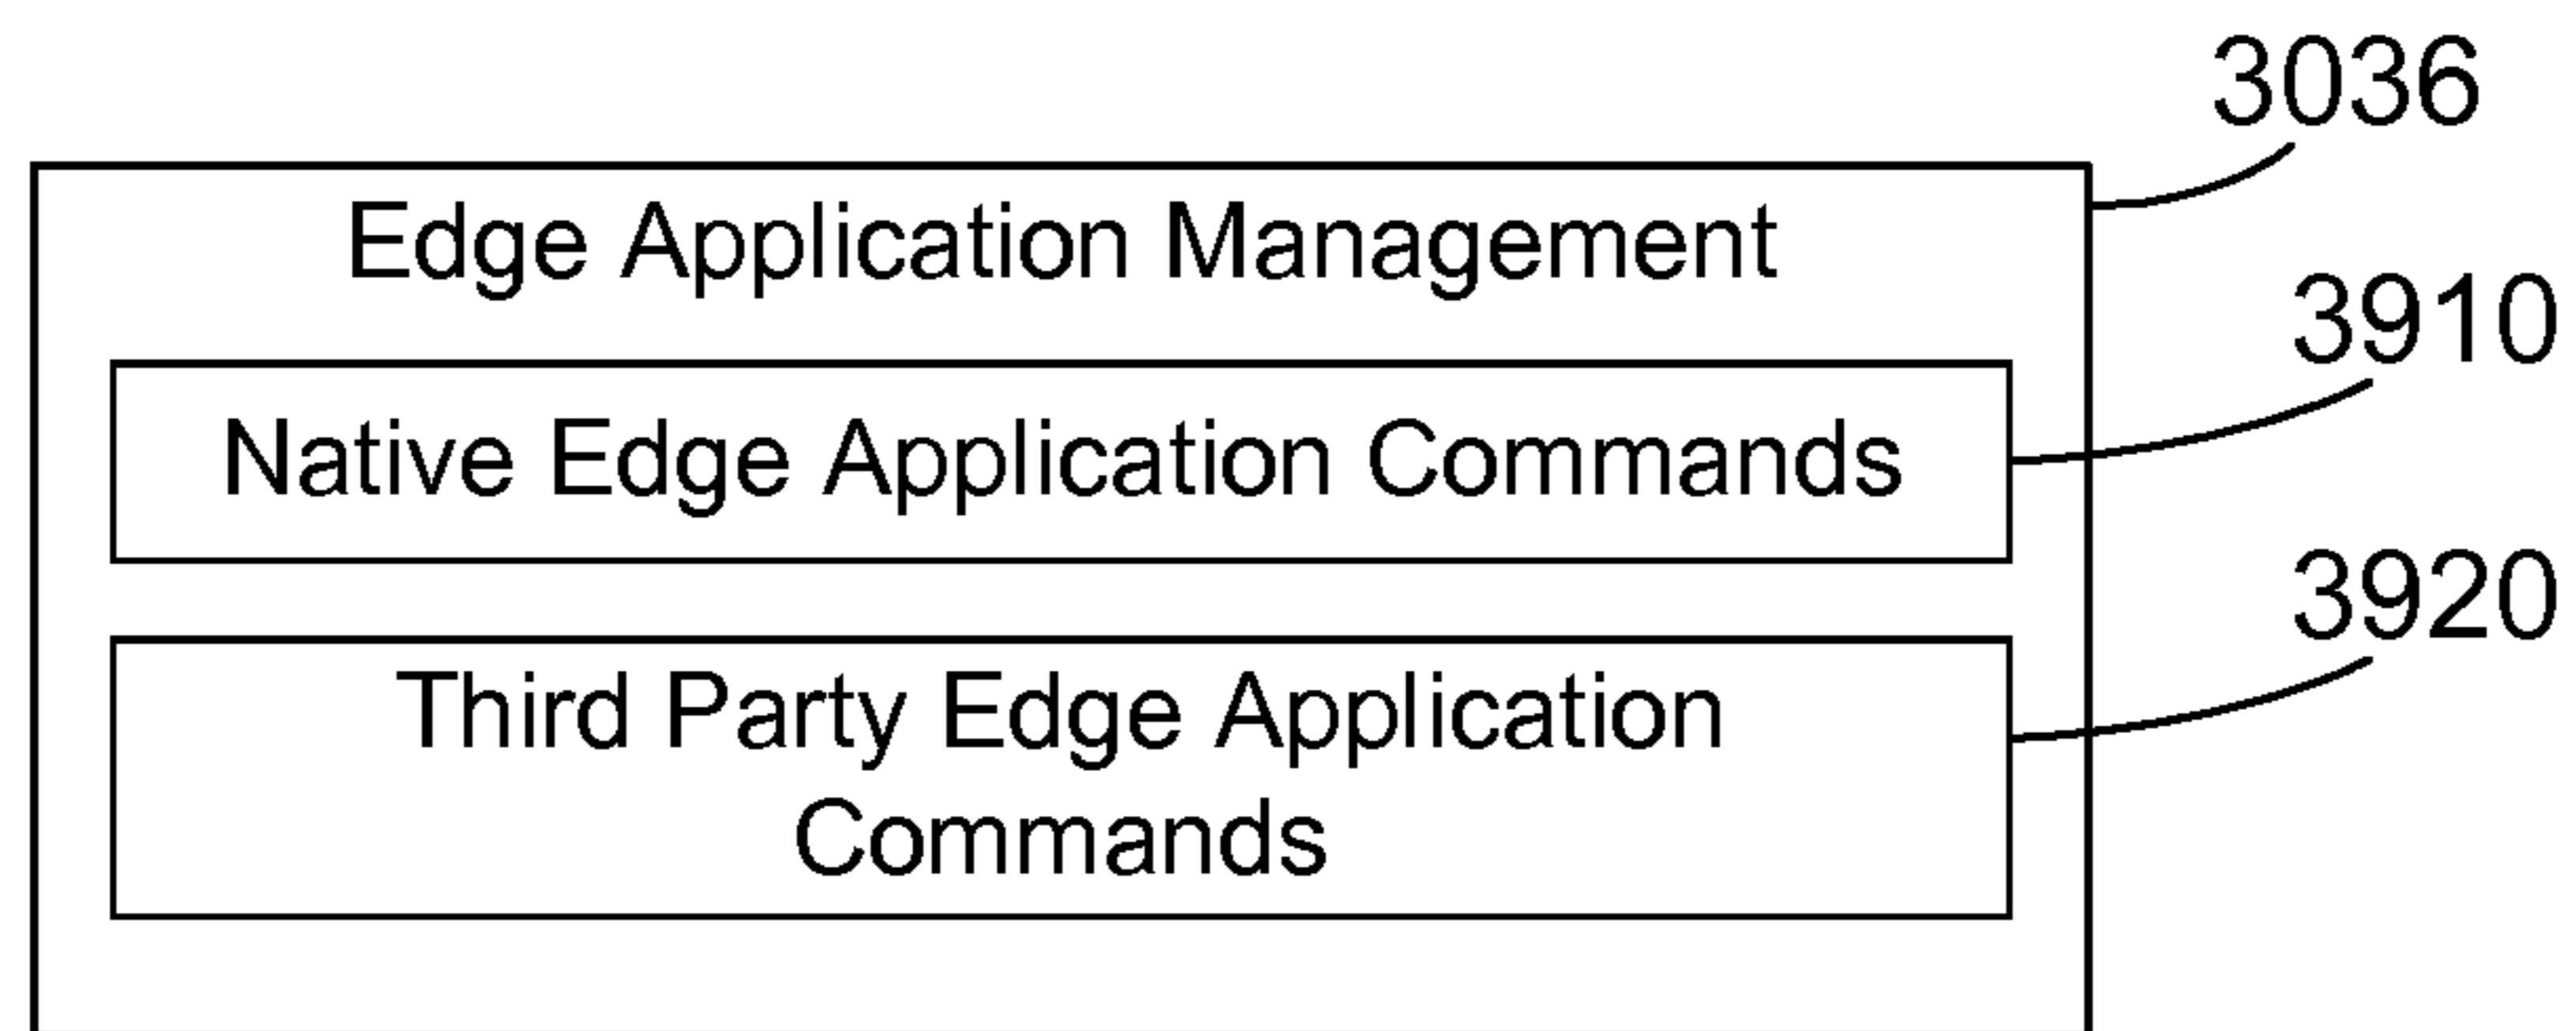 3036
Edge Application Management
3910
Native Edge Application Commands
3920
Third Party Edge Application
Commands